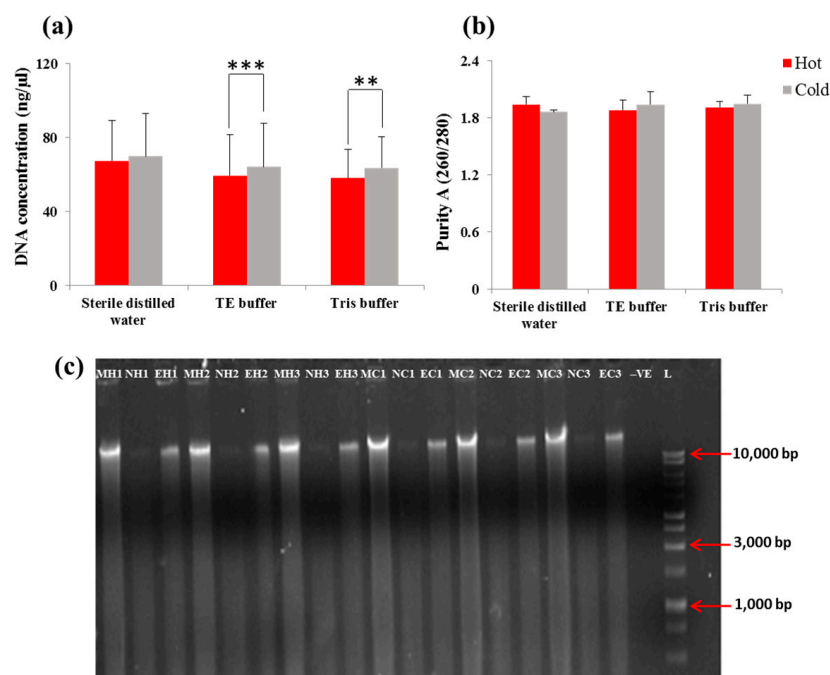 (a)
DNA concentration (ng/µl)
120
80
40
0
***
**
Sterile distilled
water
TE buffer
Tris buffer
(b)
Purity A (260/280)
2.4
1.8
1.2
0.6
0
Sterile distilled
water
TE buffer
Tris buffer
Hot
Cold
(c)
MH1 NH1 EH1 MH2 NH2 EH2 MH3 NH3 EH3 MC1 NC1 EC1 MC2 NC2 EC2 MC3 NC3 EC3 –VE L
10,000 bp
3,000 bp
1,000 bp